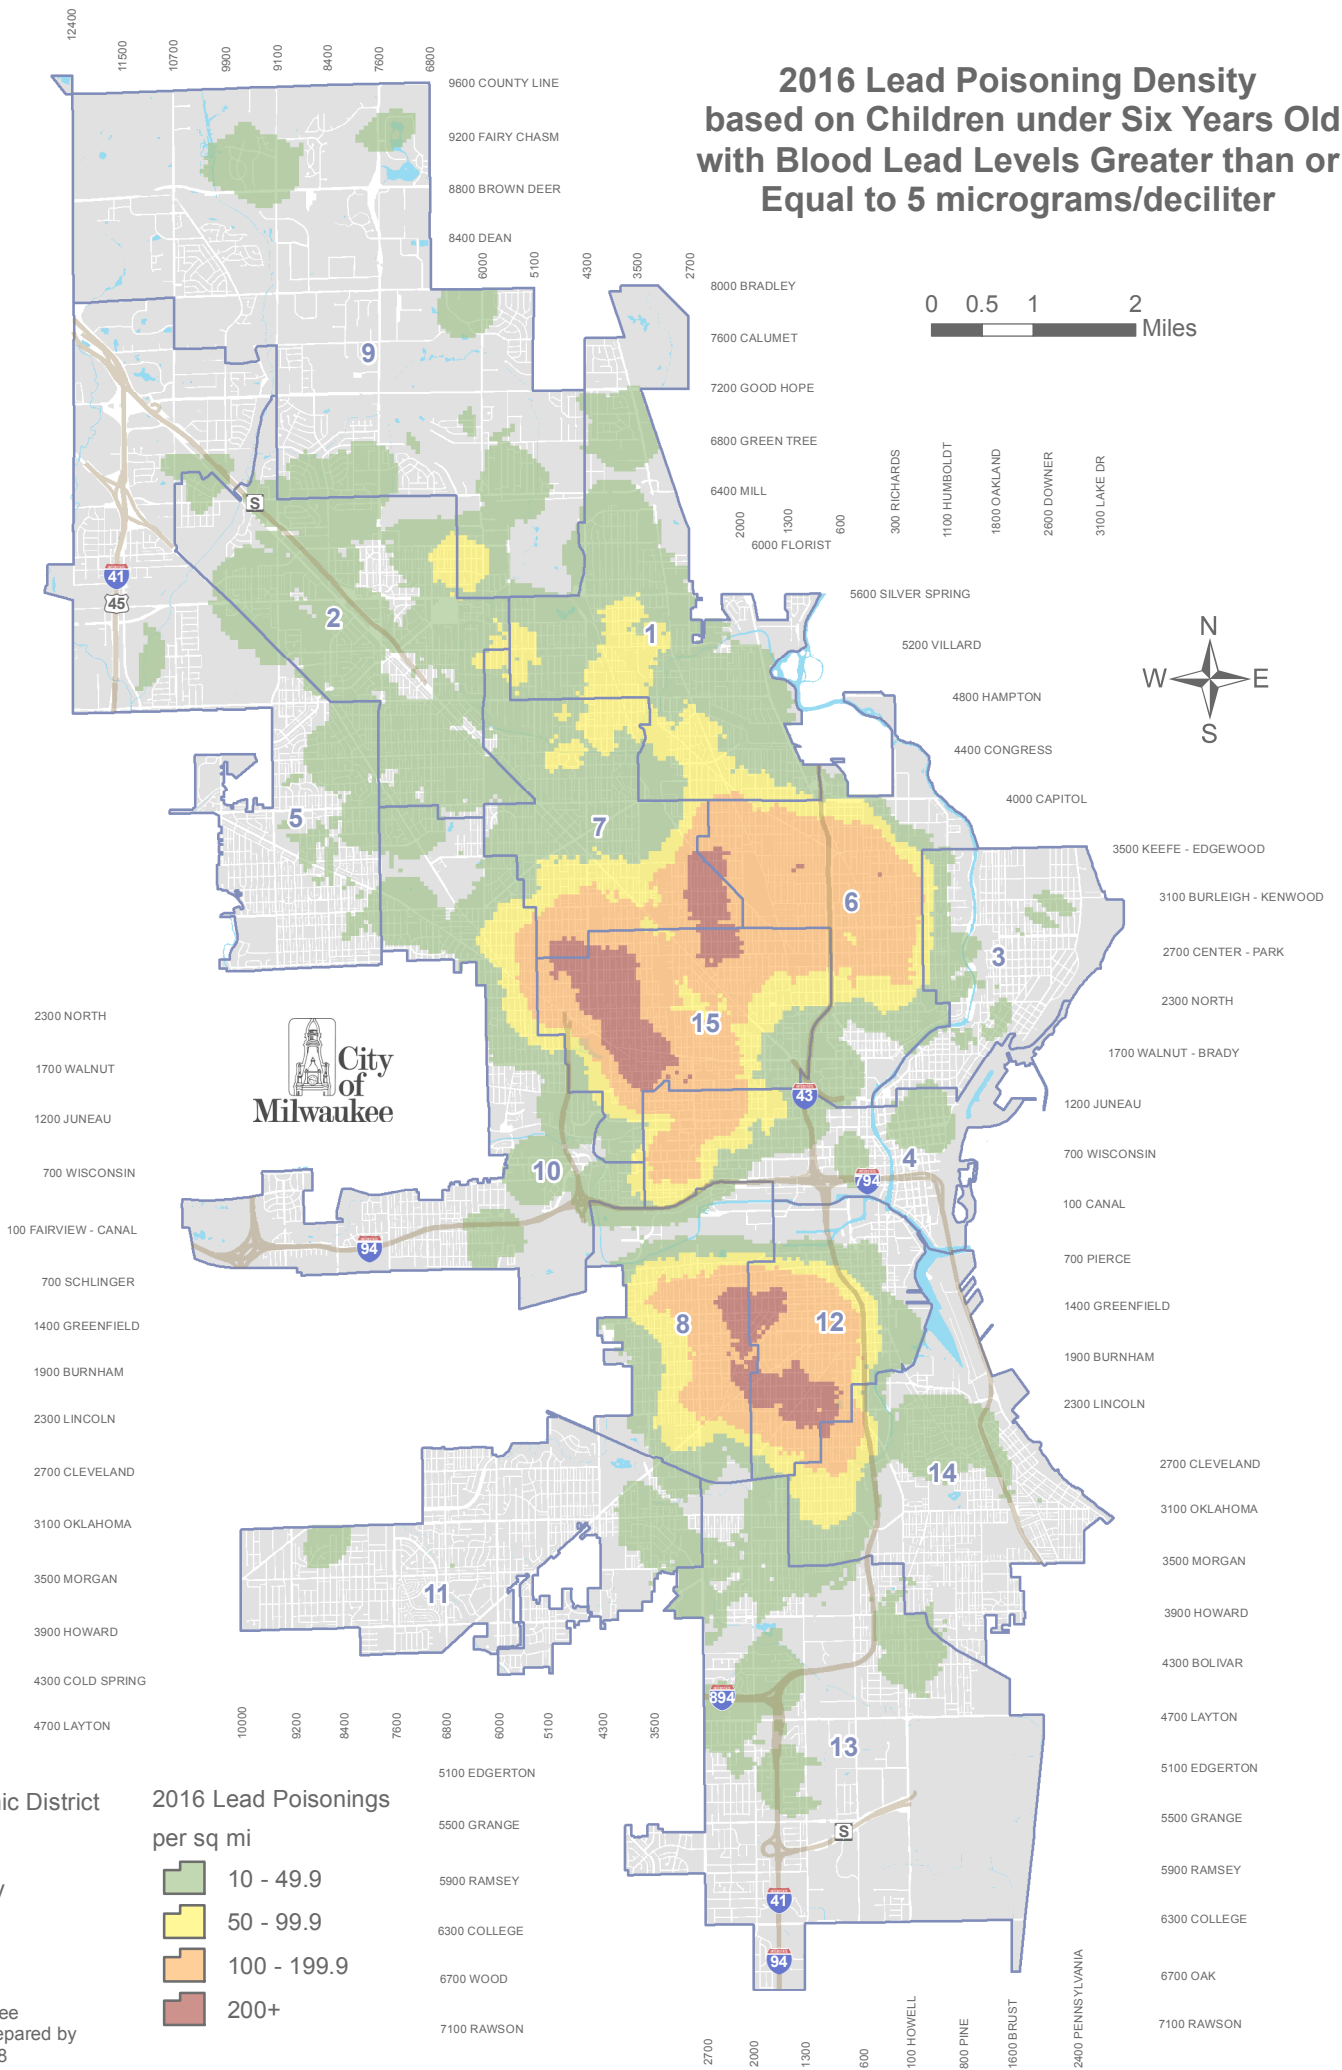 2016 Lead Poisoning Density
based on Children under Six Years Old
with Blood Lead Levels Greater than or
Equal to 5 micrograms/deciliter
12400
11500
10700
9900
9100
8400
7600
6800
9600 COUNTY LINE
9200 FAIRY CHASM
8800 BROWN DEER
8400 DEAN
6000
5100
4300
3500
2700
8000 BRADLEY
7600 CALUMET
7200 GOOD HOPE
6800 GREEN TREE
6400 MILL
0 0.5 1 2
Miles
2000
1300
600
300 RICHARDS
1100 HUMBOLDT
1800 OAKLAND
2600 DOWNER
3100 LAKE DR
6000 FLORIST
5600 SILVER SPRING
5200 VILLARD
4800 HAMPTON
4400 CONGRESS
4000 CAPITOL
3500 KEEFE - EDGEWOOD
3100 BURLEIGH - KENWOOD
2700 CENTER - PARK
2300 NORTH
1700 WALNUT - BRADY
1200 JUNEAU
700 WISCONSIN
100 CANAL
700 PIERCE
1400 GREENFIELD
1900 BURNHAM
2300 LINCOLN
2700 CLEVELAND
3100 OKLAHOMA
3500 MORGAN
3900 HOWARD
4300 BOLIVAR
4700 LAYTON
5100 EDGERTON
5500 GRANGE
5900 RAMSEY
6300 COLLEGE
6700 OAK
7100 RAWSON
N
W E
S
9
S
41
45
2
1
5
7
6
3
15
43
4
794
10
94
8
12
14
11
894
13
S
41
94
City
of
Milwaukee
2300 NORTH
1700 WALNUT
1200 JUNEAU
700 WISCONSIN
100 FAIRVIEW - CANAL
700 SCHLINGER
1400 GREENFIELD
1900 BURNHAM
2300 LINCOLN
2700 CLEVELAND
3100 OKLAHOMA
3500 MORGAN
3900 HOWARD
4300 COLD SPRING
4700 LAYTON
10000
9200
8400
7600
6800
6000
5100
4300
3500
5100 EDGERTON
5500 GRANGE
5900 RAMSEY
6300 COLLEGE
6700 WOOD
7100 RAWSON
2700
2000
1300
600
100 HOWELL
800 PINE
1600 BRUST
2400 PENNSYLVANIA
ic District
2016 Lead Poisonings
per sq mi
10 - 49.9
50 - 99.9
100 - 199.9
200+
ee
epared by
8